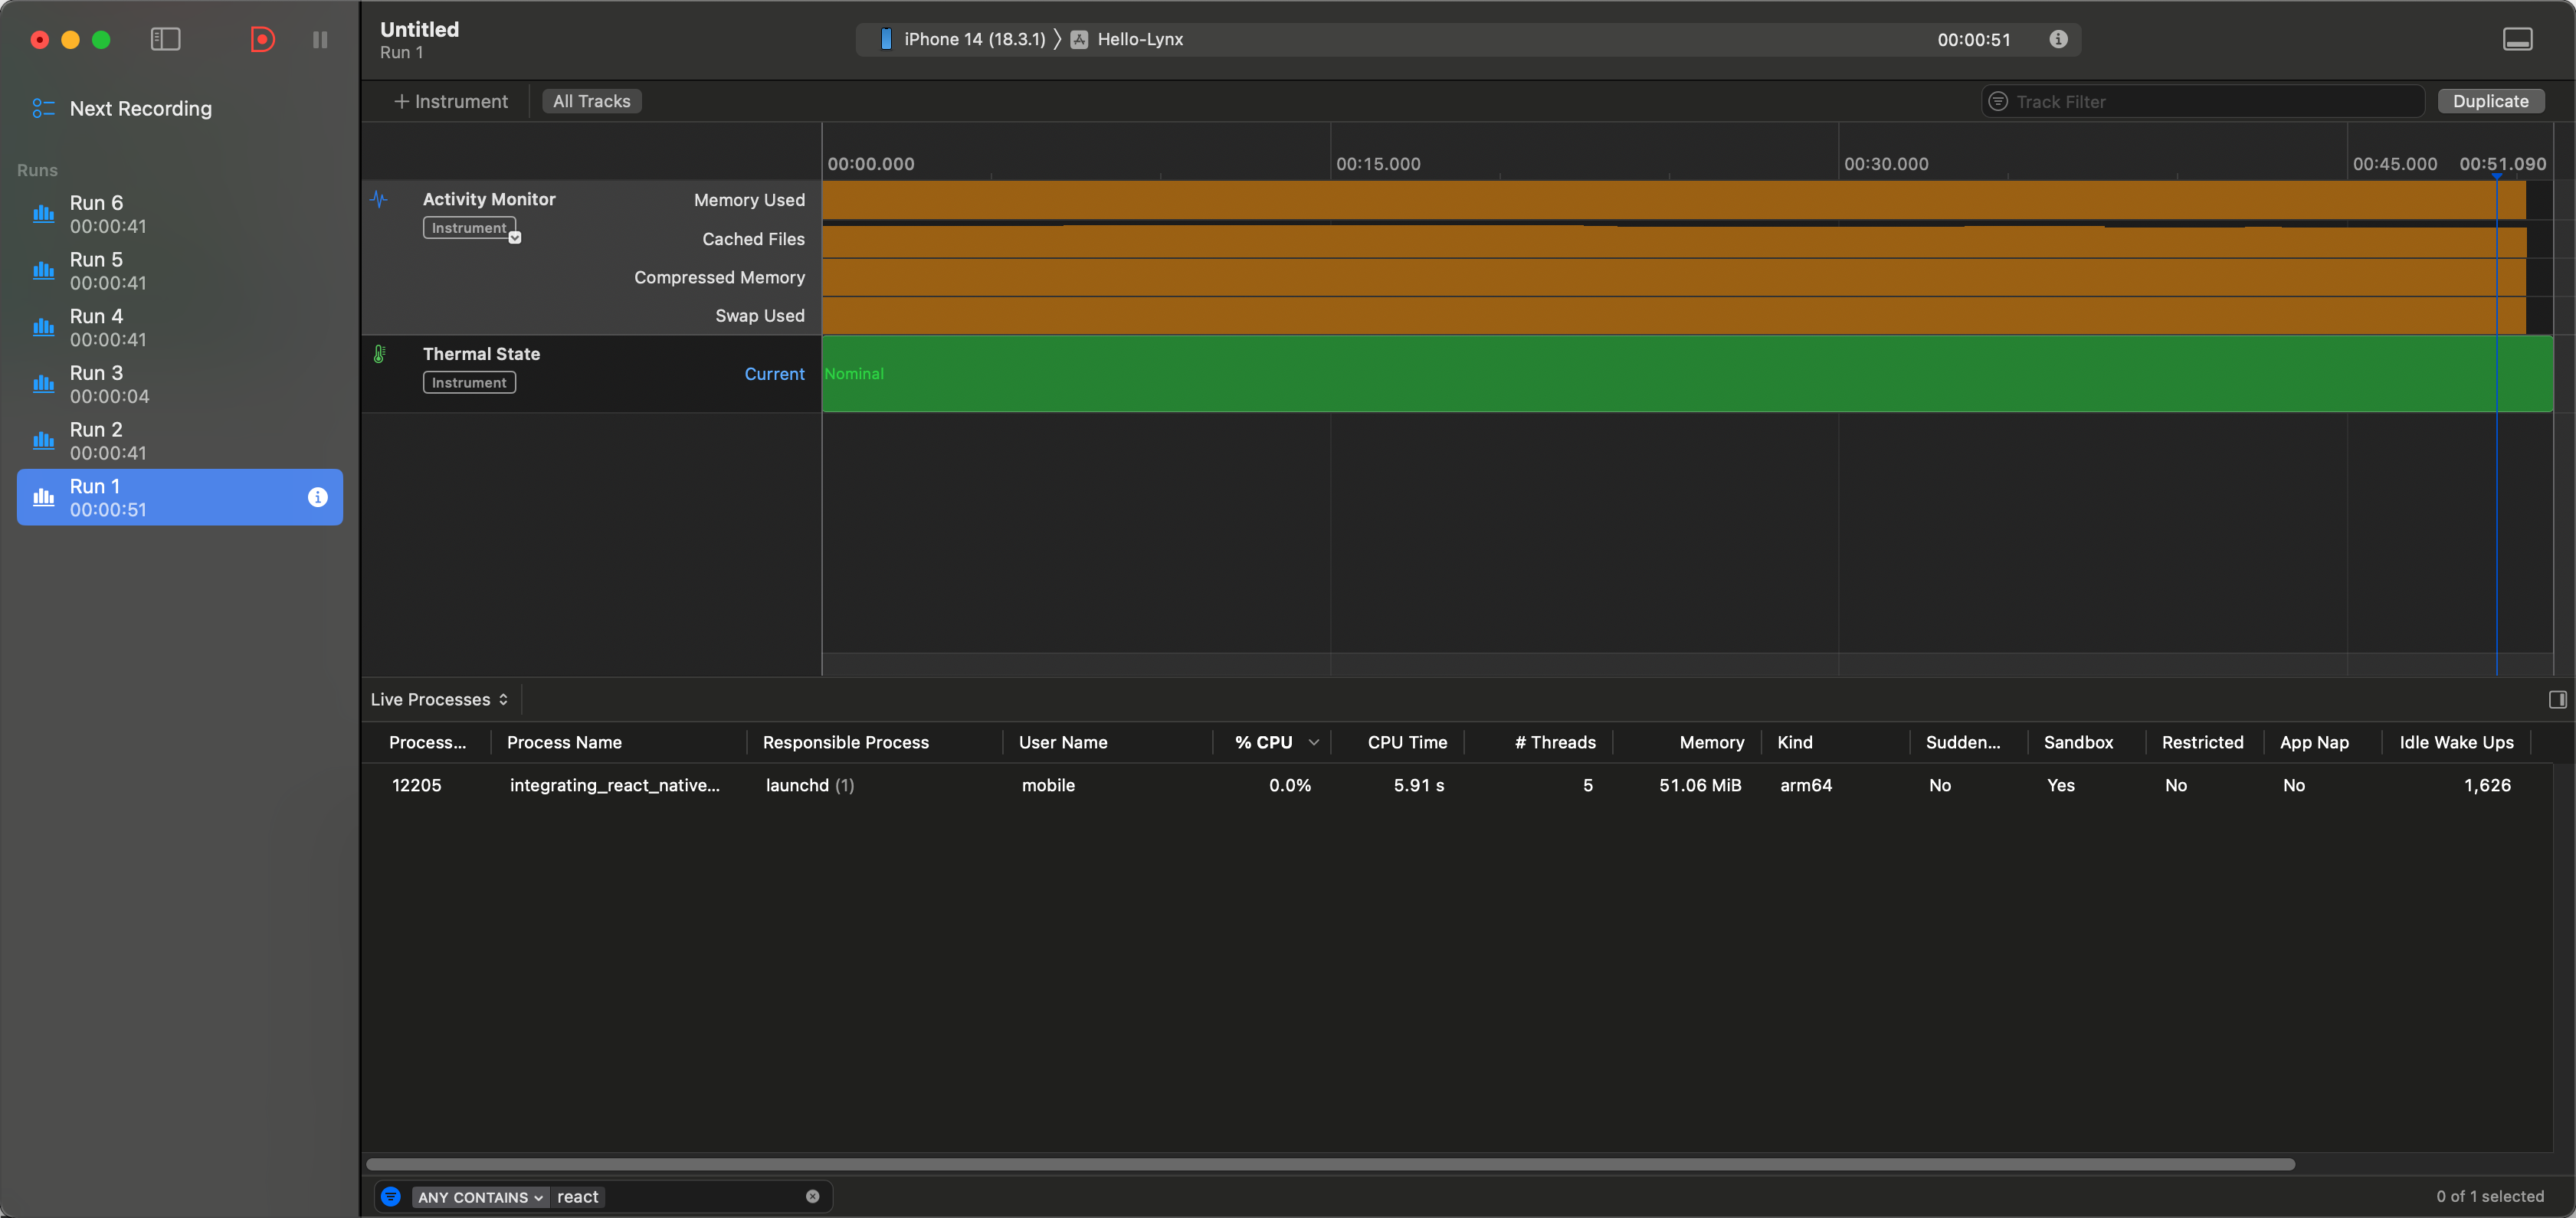 Untitled
Run 1
iPhone 14 (18.3.1) 〉 Hello-Lynx
00:00:51
Next Recording
Runs
Run 6
00:00:41
Run 5
00:00:41
Run 4
00:00:41
Run 3
00:00:04
Run 2
00:00:41
Run 1
00:00:51
+ Instrument
All Tracks
Track Filter
Duplicate
00:00.000 00:15.000 00:30.000 00:45.000 00:51.090
Activity Monitor
Instrument
Memory Used
Cached Files
Compressed Memory
Swap Used
Thermal State
Instrument
Current
Nominal
Live Processes
Process... Process Name Responsible Process User Name % CPU CPU Time # Threads Memory Kind Sudden... Sandbox Restricted App Nap Idle Wake Ups
12205 integrating_react_native... launchd (1) mobile 0.0% 5.91 s 5 51.06 MiB arm64 No Yes No No 1,626
ANY CONTAINS react
0 of 1 selected